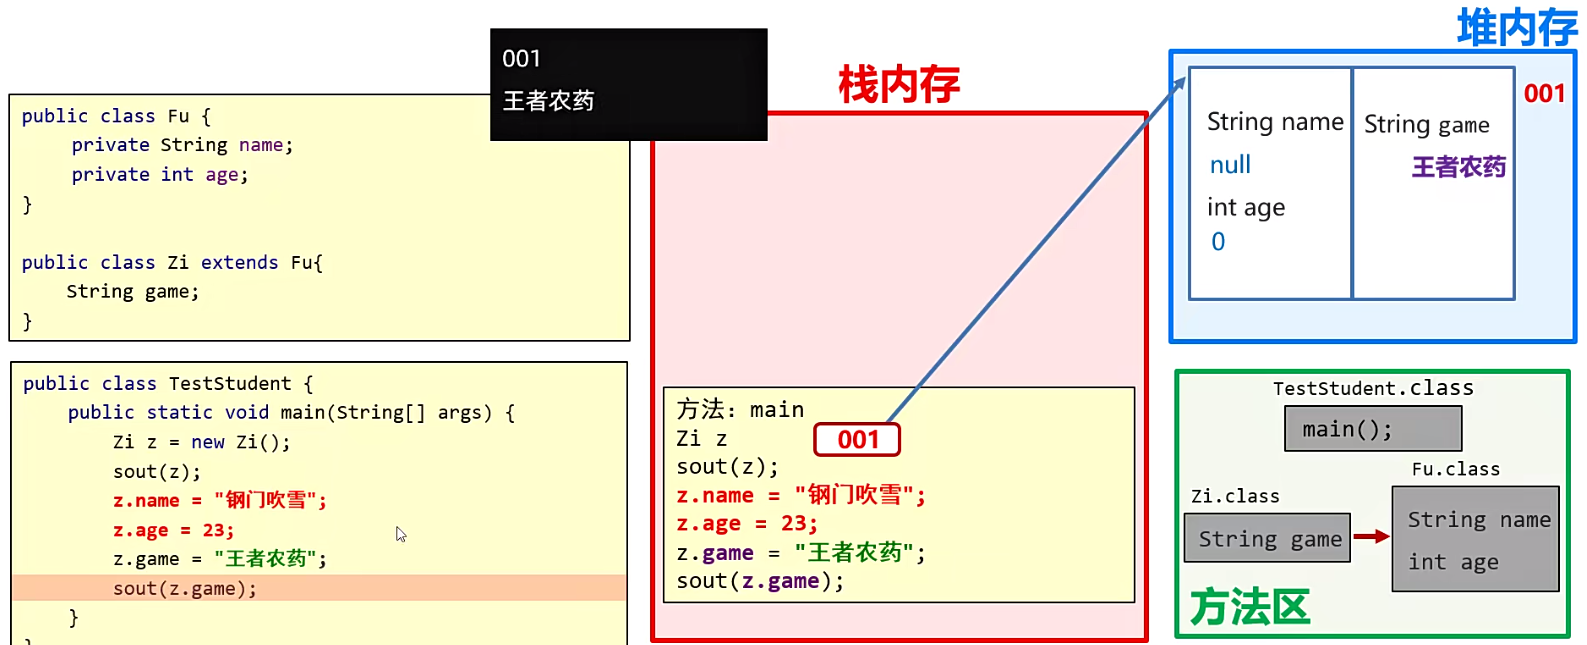 001
王者农药
public class Fu {
private String name;
private int age;
}
public class Zi extends Fu{
String game;
}
public class TestStudent {
public static void main(String[] args) {
Zi z = new Zi();
sout(z);
z.name = "钢门吹雪";
z.age = 23;
z.game = "王者农药";
sout(z.game);
}
}
栈内存
方法：main
Zi z 001
sout(z);
z.name = "钢门吹雪";
z.age = 23;
z.game = "王者农药";
sout(z.game);
堆内存
001
String name
null
int age
0
String game
王者农药
TestStudent.class
main();
Zi.class
String game
Fu.class
String name
int age
方法区